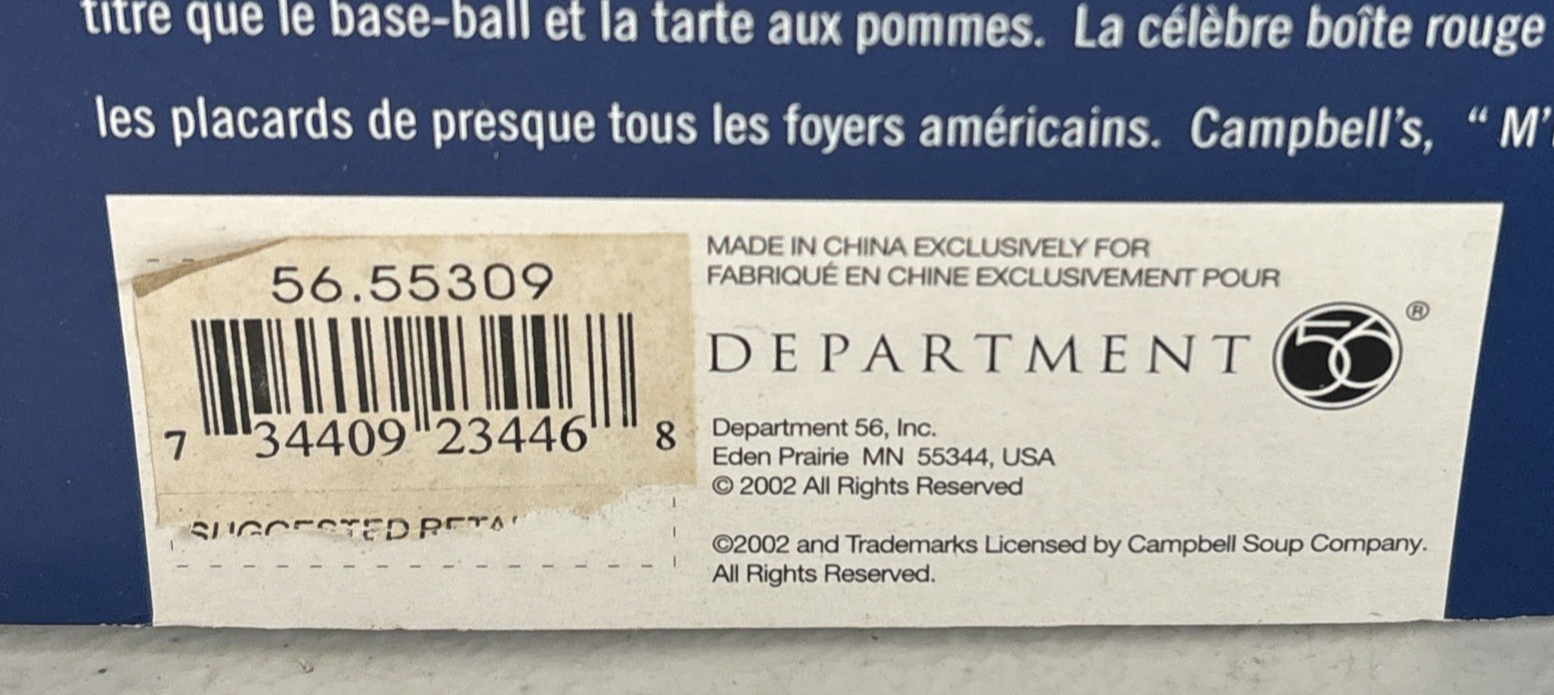 titre que le base-ball et la tarte aux pommes. La célèbre boîte rouge
les placards de presque tous les foyers américains. Campbell's, " M'
56.55309
7 34409 23446 8
SUGGESTED RETA
MADE IN CHINA EXCLUSIVELY FOR
FABRIQUÉ EN CHINE EXCLUSIVEMENT POUR
DEPARTMENT 56®
Department 56, Inc.
Eden Prairie MN 55344, USA
© 2002 All Rights Reserved
©2002 and Trademarks Licensed by Campbell Soup Company.
All Rights Reserved.